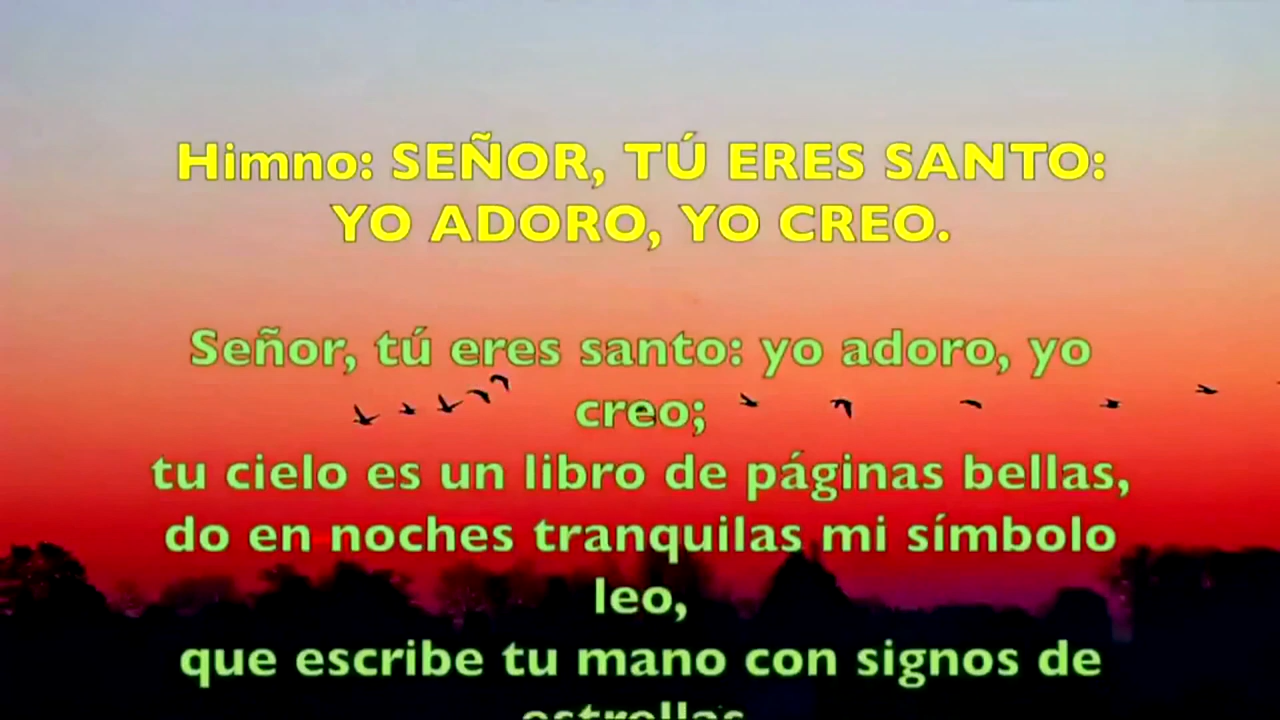 Himno: SEÑOR, TÚ ERES SANTO:
YO ADORO, YO CREO.
Señor, tú eres santo: yo adoro, yo
creo;
tu cielo es un libro de páginas bellas,
do en noches tranquilas mi símbolo
leo,
que escribe tu mano con signos de
estrellas